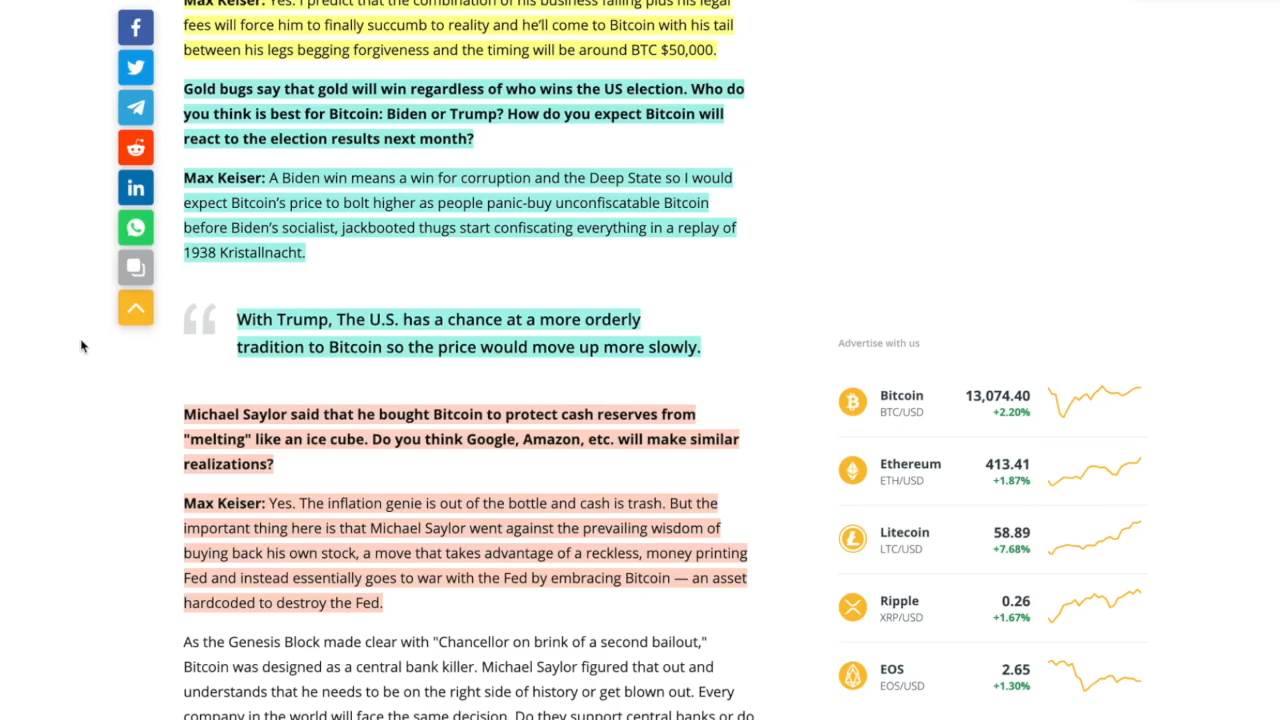 Max Keiser: Yes. I predict that the combination of his business failing plus his legal
fees will force him to finally succumb to reality and he'll come to Bitcoin with his tail
between his legs begging forgiveness and the timing will be around BTC $50,000.
Gold bugs say that gold will win regardless of who wins the US election. Who do
you think is best for Bitcoin: Biden or Trump? How do you expect Bitcoin will
react to the election results next month?
Max Keiser: A Biden win means a win for corruption and the Deep State so I would
expect Bitcoin's price to bolt higher as people panic-buy unconfiscatable Bitcoin
before Biden's socialist, jackbooted thugs start confiscating everything in a replay of
1938 Kristallnacht.
With Trump, The U.S. has a chance at a more orderly
tradition to Bitcoin so the price would move up more slowly.
Michael Saylor said that he bought Bitcoin to protect cash reserves from
"melting" like an ice cube. Do you think Google, Amazon, etc. will make similar
realizations?
Max Keiser: Yes. The inflation genie is out of the bottle and cash is trash. But the
important thing here is that Michael Saylor went against the prevailing wisdom of
buying back his own stock, a move that takes advantage of a reckless, money printing
Fed and instead essentially goes to war with the Fed by embracing Bitcoin — an asset
hardcoded to destroy the Fed.
As the Genesis Block made clear with "Chancellor on brink of a second bailout,"
Bitcoin was designed as a central bank killer. Michael Saylor figured that out and
understands that he needs to be on the right side of history or get blown out. Every
company in the world will face the same decision. Do they support central banks or do
Advertise with us
Bitcoin 13,074.40
BTC/USD +2.20%
Ethereum 413.41
ETH/USD +1.87%
Litecoin 58.89
LTC/USD +7.68%
Ripple 0.26
XRP/USD +1.67%
EOS 2.65
EOS/USD +1.30%